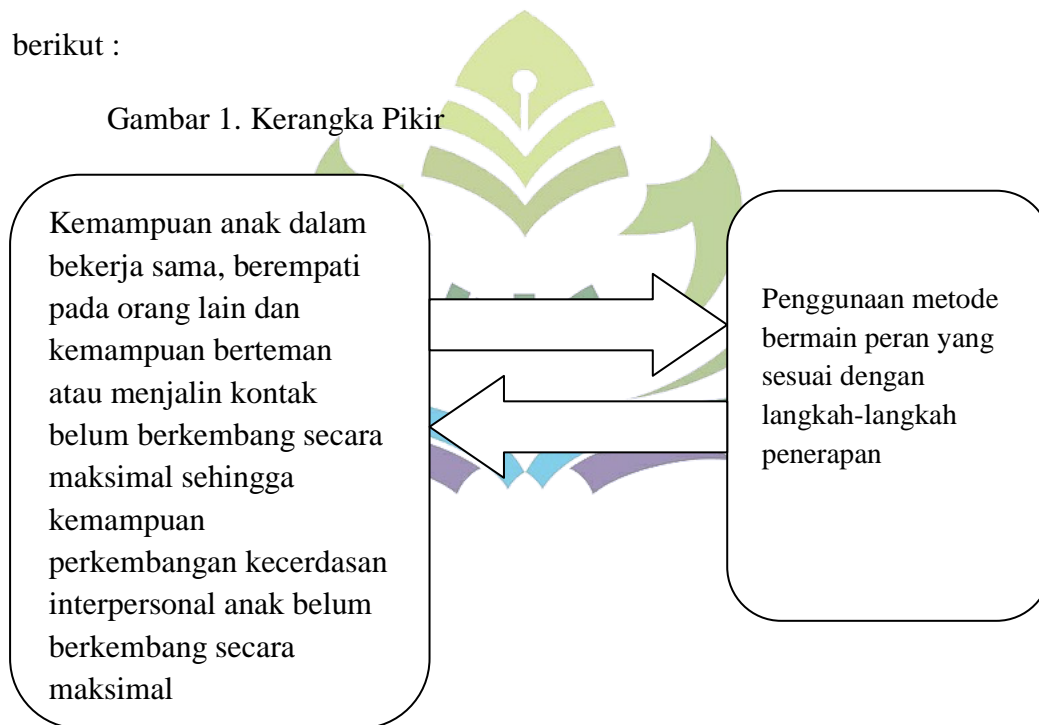 berikut :
Gambar 1. Kerangka Pikir
Kemampuan anak dalam
bekerja sama, berempati
pada orang lain dan
kemampuan berteman
atau menjalin kontak
belum berkembang secara
maksimal sehingga
kemampuan
perkembangan kecerdasan
interpersonal anak belum
berkembang secara
maksimal
Penggunaan metode
bermain peran yang
sesuai dengan
langkah-langkah
penerapan